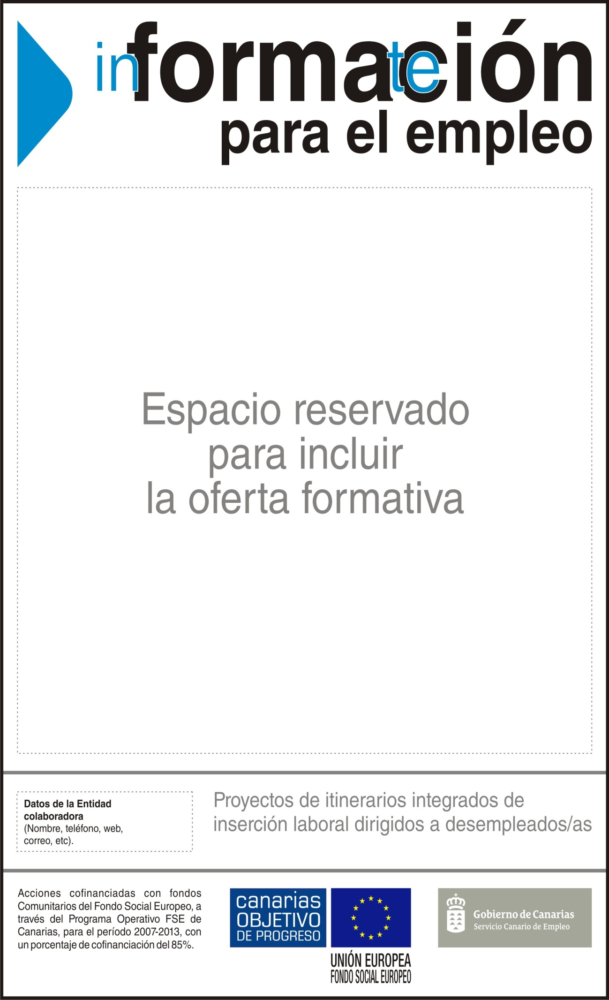 informateción
para el empleo
Espacio reservado
para incluir
la oferta formativa
Datos de la Entidad
colaboradora
(Nombre, teléfono, web,
correo, etc).
Proyectos de itinerarios integrados de
inserción laboral dirigidos a desempleados/as
Acciones cofinanciadas con fondos
Comunitarios del Fondo Social Europeo, a
través del Programa Operativo FSE de
Canarias, para el período 2007-2013, con
un porcentaje de cofinanciación del 85%.
canarias
OBJETIVO
DE PROGRESO
UNIÓN EUROPEA
FONDO SOCIAL EUROPEO
Gobierno de Canarias
Servicio Canario de Empleo